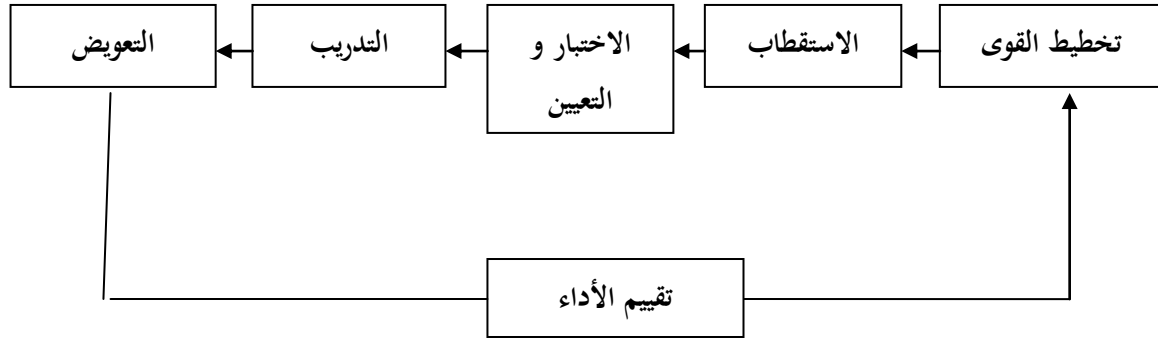 تخطيط القوى
الاستقطاب
الاختبار و
التعيين
التدريب
التعويض
تقييم الأداء